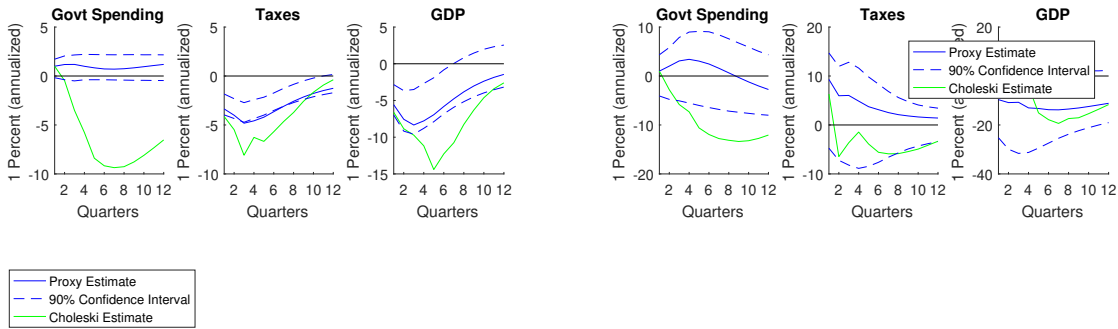 Govt Spending
1 Percent (annualized)
5
0
-5
-10
2 4 6 8 10 12
Quarters
Taxes
1 Percent (annualized)
5
0
-5
-10
2 4 6 8 10 12
Quarters
GDP
1 Percent (annualized)
5
0
-5
-10
-15
2 4 6 8 10 12
Quarters
Govt Spending
1 Percent (annualized)
10
0
-10
-20
2 4 6 8 10 12
Quarters
Taxes
1 Percent (annualized)
20
10
0
-10
-20
2 4 6 8 10 12
Quarters
GDP
1 Percent
20
-20
-40
2 4 6 8 10 12
Quarters
Proxy Estimate
90% Confidence Interval
Choleski Estimate
Proxy Estimate
90% Confidence Interval
Choleski Estimate